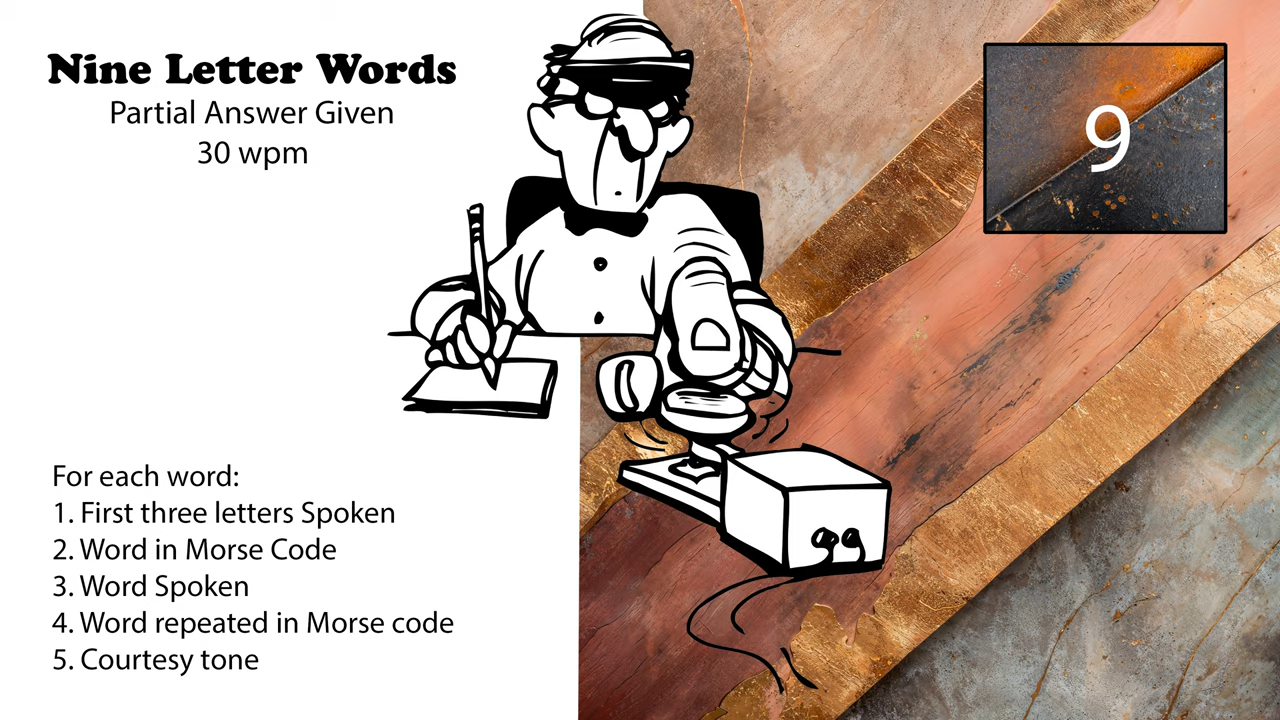 Nine Letter Words
Partial Answer Given
30 wpm
9
For each word:
1. First three letters Spoken
2. Word in Morse Code
3. Word Spoken
4. Word repeated in Morse code
5. Courtesy tone